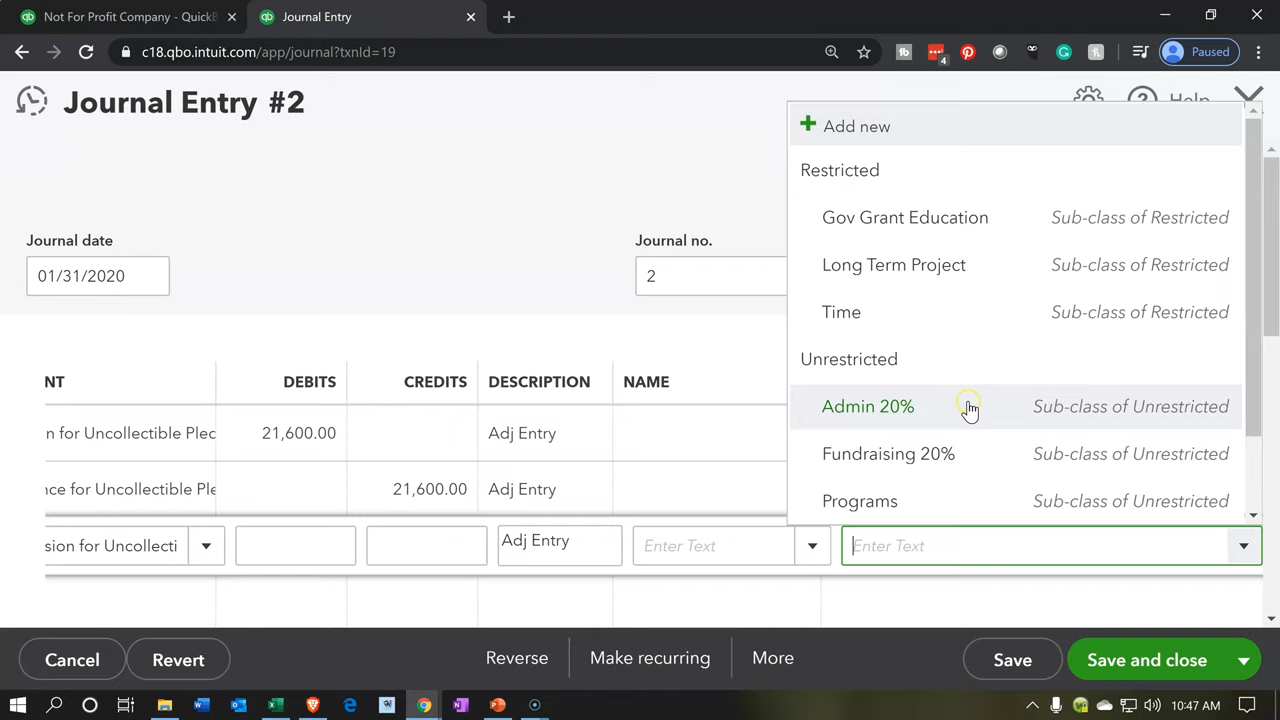 Not For Profit Company - QuickB
Journal Entry
c18.qbo.intuit.com/app/journal?txnId=19
4
Paused
Journal Entry #2
Help
Add new
Restricted
Gov Grant Education Sub-class of Restricted
Long Term Project Sub-class of Restricted
Time Sub-class of Restricted
Unrestricted
Admin 20% Sub-class of Unrestricted
Fundraising 20% Sub-class of Unrestricted
Programs Sub-class of Unrestricted
Journal date
01/31/2020
Journal no.
2
NT DEBITS CREDITS DESCRIPTION NAME
n for Uncollectible Plec 21,600.00 Adj Entry
nce for Uncollectible Ple 21,600.00 Adj Entry
sion for Uncollecti Adj Entry Enter Text Enter Text
Cancel Revert Reverse Make recurring More Save Save and close
10:47 AM